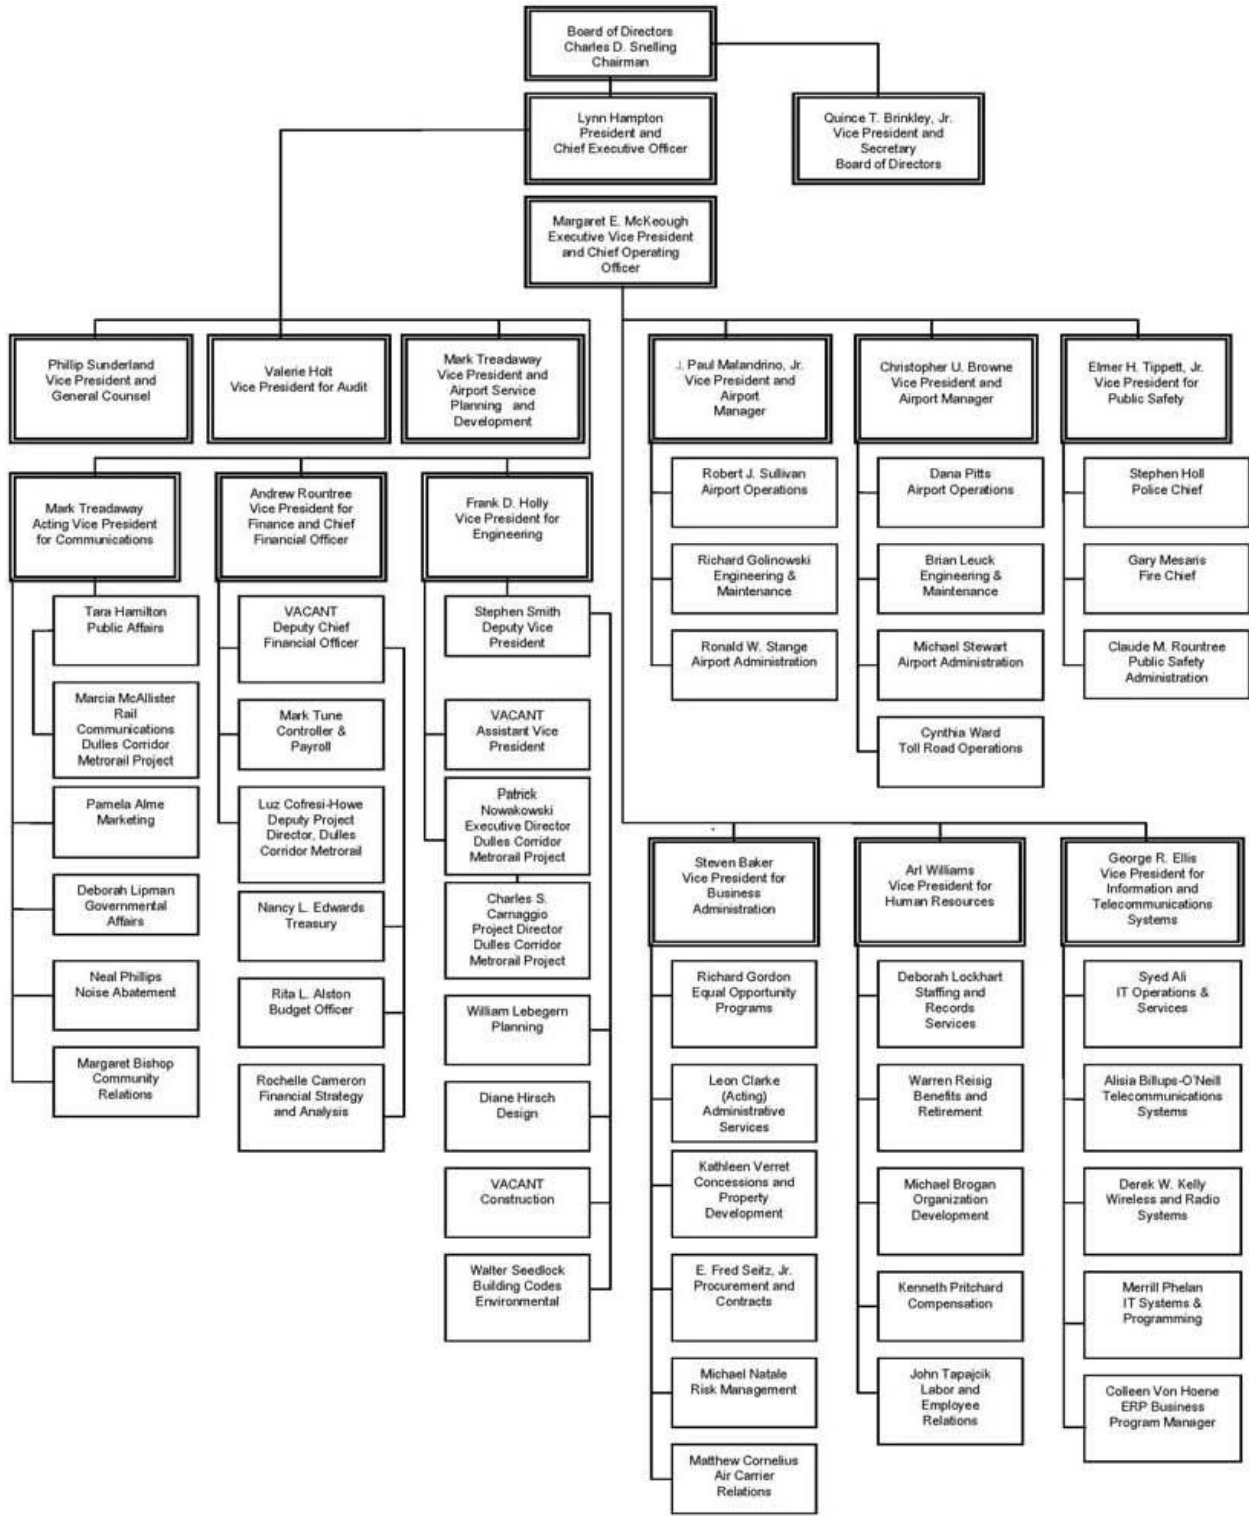 Board of Directors
Charles D. Snelling
Chairman
Lynn Hampton
President and
Chief Executive Officer
Quince T. Brinkley, Jr.
Vice President and
Secretary
Board of Directors
Margaret E. McKeough
Executive Vice President
and Chief Operating
Officer
Phillip Sunderland
Vice President and
General Counsel
Valerie Holt
Vice President for Audit
Mark Treadaway
Vice President and
Airport Service
Planning and
Development
J. Paul Malandrino, Jr.
Vice President and
Airport
Manager
Christopher U. Browne
Vice President and
Airport Manager
Elmer H. Tippett, Jr.
Vice President for
Public Safety
Mark Treadaway
Acting Vice President
for Communications
Andrew Rountree
Vice President for
Finance and Chief
Financial Officer
Frank D. Holly
Vice President for
Engineering
Robert J. Sullivan
Airport Operations
Dana Pitts
Airport Operations
Stephen Holl
Police Chief
Richard Golinowski
Engineering &
Maintenance
Brian Leuck
Engineering &
Maintenance
Gary Mesaris
Fire Chief
Ronald W. Stange
Airport Administration
Michael Stewart
Airport Administration
Claude M. Rountree
Public Safety
Administration
Cynthia Ward
Toll Road Operations
Tara Hamilton
Public Affairs
Marcia McAllister
Rail
Communications
Dulles Corridor
Metrorail Project
Pamela Alme
Marketing
Deborah Lipman
Governmental
Affairs
Neal Phillips
Noise Abatement
Margaret Bishop
Community
Relations
VACANT
Deputy Chief
Financial Officer
Mark Tune
Controller &
Payroll
Luz Cofresi-Howe
Deputy Project
Director, Dulles
Corridor Metrorail
Nancy L. Edwards
Treasury
Rita L. Alston
Budget Officer
Rochelle Cameron
Financial Strategy
and Analysis
Stephen Smith
Deputy Vice
President
VACANT
Assistant Vice
President
Patrick
Nowakowski
Executive Director
Dulles Corridor
Metrorail Project
Charles S.
Carnaggio
Project Director
Dulles Corridor
Metrorail Project
William Lebegern
Planning
Diane Hirsch
Design
VACANT
Construction
Walter Seedlock
Building Codes
Environmental
Steven Baker
Vice President for
Business
Administration
Arl Williams
Vice President for
Human Resources
George R. Ellis
Vice President for
Information and
Telecommunications
Systems
Richard Gordon
Equal Opportunity
Programs
Leon Clarke
(Acting)
Administrative
Services
Kathleen Verret
Concessions and
Property
Development
E. Fred Seitz, Jr.
Procurement and
Contracts
Michael Natale
Risk Management
Matthew Cornelius
Air Carrier
Relations
Deborah Lockhart
Staffing and
Records
Services
Warren Reisig
Benefits and
Retirement
Michael Brogan
Organization
Development
Kenneth Pritchard
Compensation
John Tapajcik
Labor and
Employee
Relations
Syed Ali
IT Operations &
Services
Alisia Billups-O'Neill
Telecommunications
Systems
Derek W. Kelly
Wireless and Radio
Systems
Merrill Phelan
IT Systems &
Programming
Colleen Von Hoene
ERP Business
Program Manager